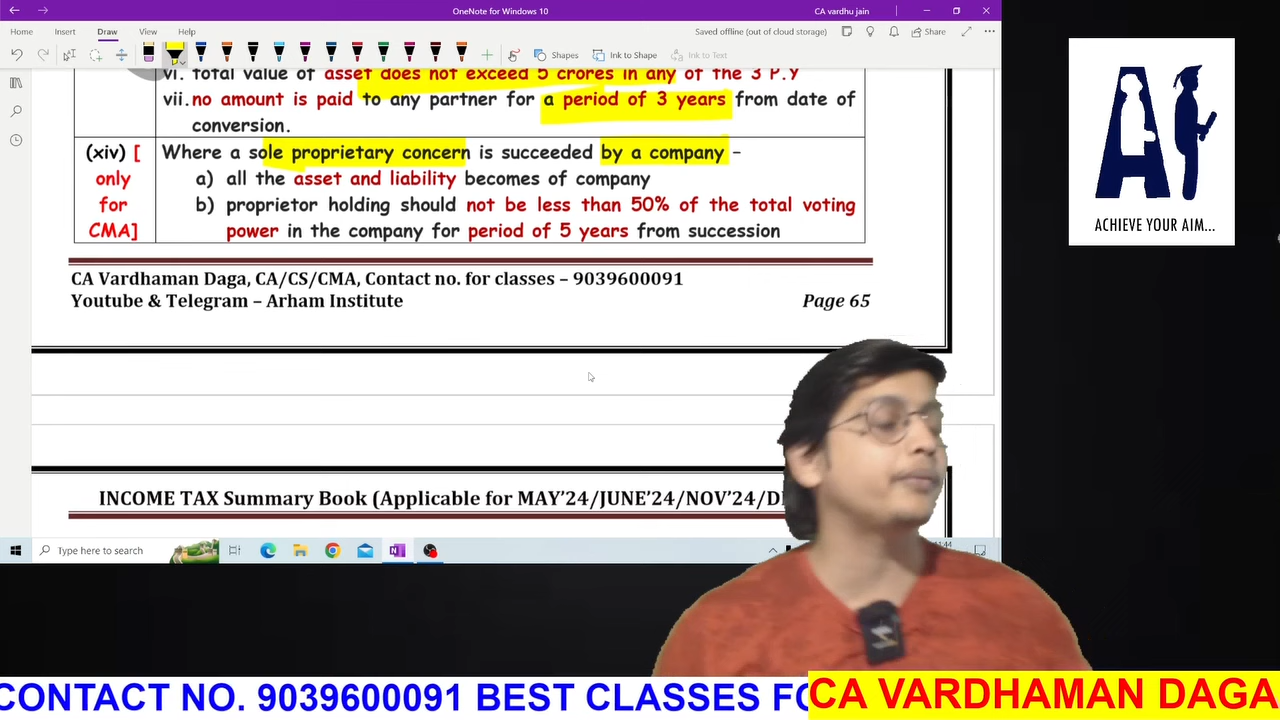 OneNote for Windows 10
CA vardhu jain
Home Insert Draw View Help
Saved offline (out of cloud storage)
Share
Shapes
Ink to Shape
Ink to Text
vi. total value of asset does not exceed 5 crores in any of the 3 P.Y
vii. no amount is paid to any partner for a period of 3 years from date of
conversion.
(xiv) [ only for CMA]
Where a sole proprietary concern is succeeded by a company –
a) all the asset and liability becomes of company
b) proprietor holding should not be less than 50% of the total voting
power in the company for period of 5 years from succession
CA Vardhaman Daga, CA/CS/CMA, Contact no. for classes – 9039600091
Youtube & Telegram – Arham Institute
Page 65
INCOME TAX Summary Book (Applicable for MAY'24/JUNE'24/NOV'24/D
Type here to search
ACHIEVE YOUR AIM...
CONTACT NO. 9039600091 BEST CLASSES FO
CA VARDHAMAN DAGA